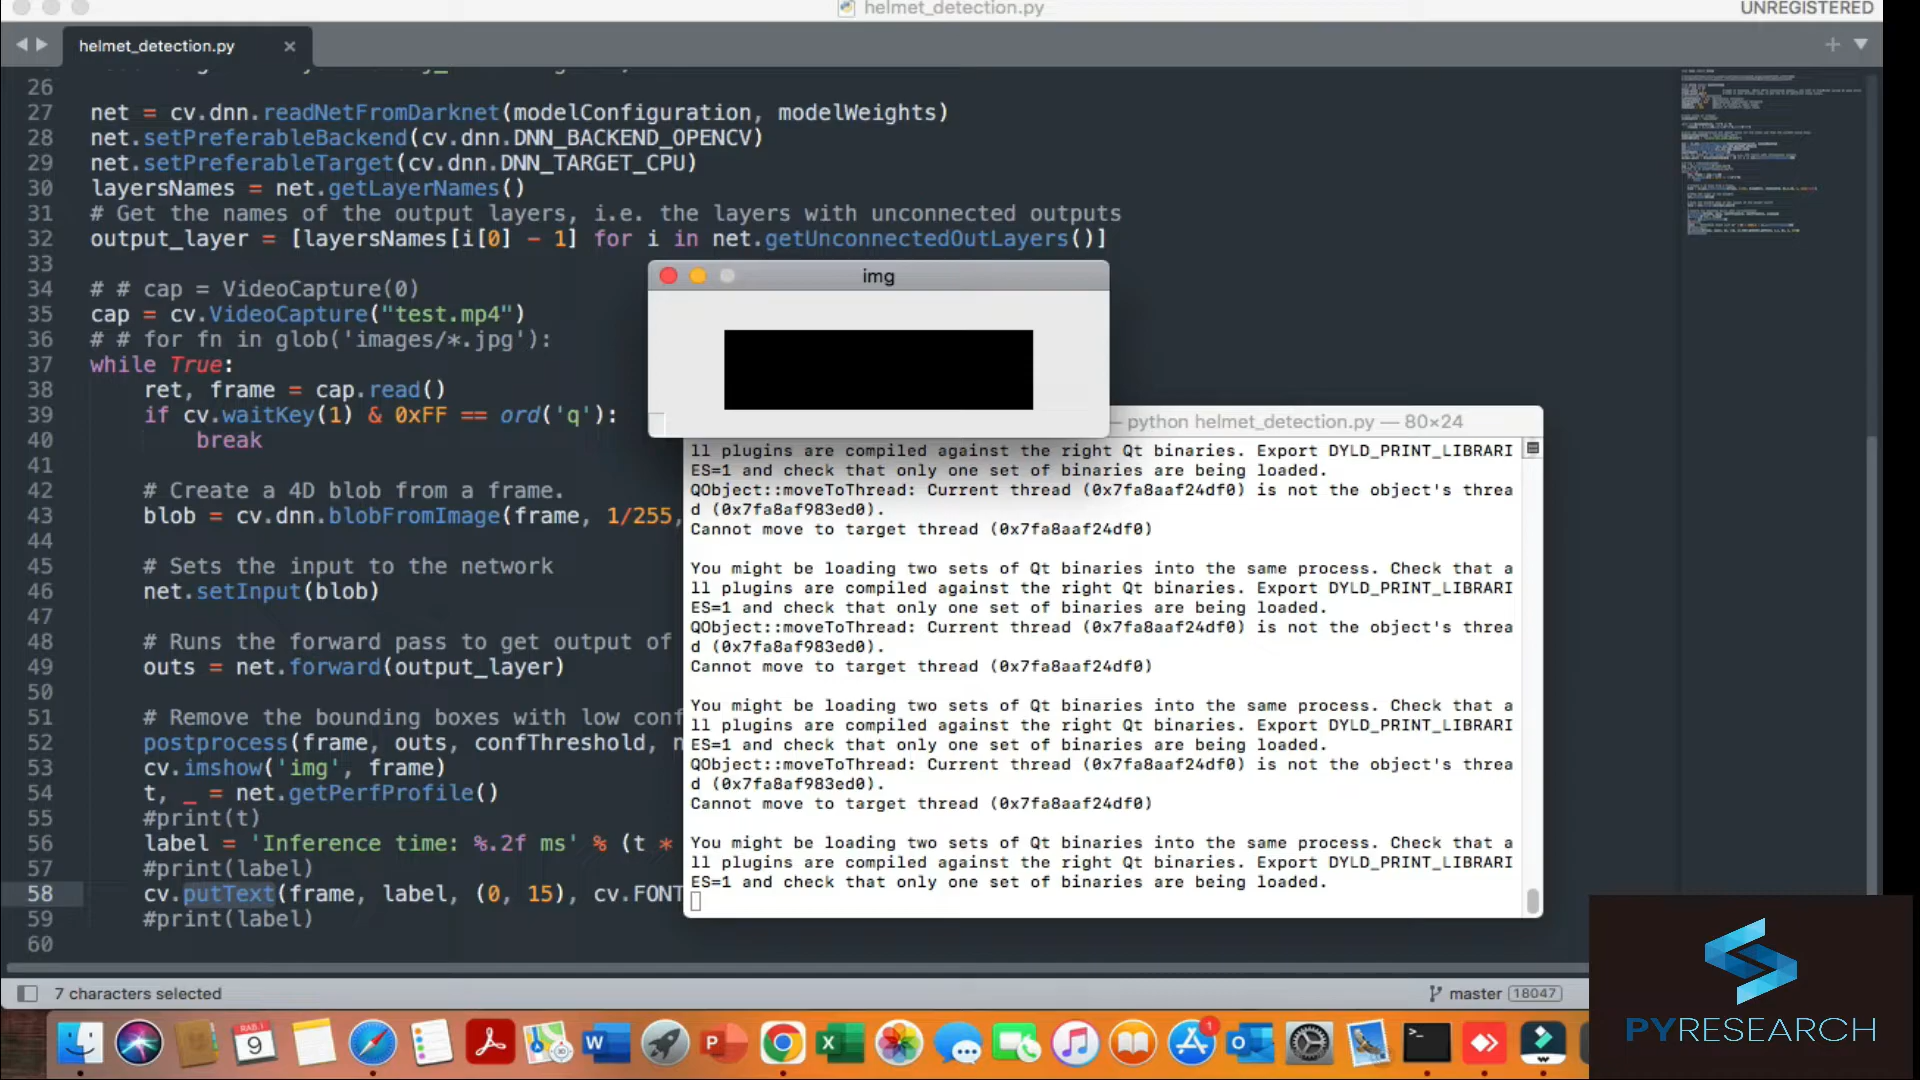 helmet_detection.py
UNREGISTERED
helmet_detection.py
26
27 net = cv.dnn.readNetFromDarknet(modelConfiguration, modelWeights)
28 net.setPreferableBackend(cv.dnn.DNN_BACKEND_OPENCV)
29 net.setPreferableTarget(cv.dnn.DNN_TARGET_CPU)
30 layersNames = net.getLayerNames()
31 # Get the names of the output layers, i.e. the layers with unconnected outputs
32 output_layer = [layersNames[i[0] - 1] for i in net.getUnconnectedOutLayers()]
33
34 # # cap = VideoCapture(0)
35 cap = cv.VideoCapture("test.mp4")
36 # # for fn in glob('images/*.jpg'):
37 while True:
38 ret, frame = cap.read()
39 if cv.waitKey(1) & 0xFF == ord('q'):
40 break
41
42 # Create a 4D blob from a frame.
43 blob = cv.dnn.blobFromImage(frame, 1/255,
44
45 # Sets the input to the network
46 net.setInput(blob)
47
48 # Runs the forward pass to get output of
49 outs = net.forward(output_layer)
50
51 # Remove the bounding boxes with low conf
52 postprocess(frame, outs, confThreshold, n
53 cv.imshow('img', frame)
54 t, _ = net.getPerfProfile()
55 #print(t)
56 label = 'Inference time: %.2f ms' % (t *
57 #print(label)
58 cv.putText(frame, label, (0, 15), cv.FONT
59 #print(label)
60
img
— python helmet_detection.py — 80×24
ll plugins are compiled against the right Qt binaries. Export DYLD_PRINT_LIBRARI
ES=1 and check that only one set of binaries are being loaded.
QObject::moveToThread: Current thread (0x7fa8aaf24df0) is not the object's threa
d (0x7fa8af983ed0).
Cannot move to target thread (0x7fa8aaf24df0)
You might be loading two sets of Qt binaries into the same process. Check that a
ll plugins are compiled against the right Qt binaries. Export DYLD_PRINT_LIBRARI
ES=1 and check that only one set of binaries are being loaded.
QObject::moveToThread: Current thread (0x7fa8aaf24df0) is not the object's threa
d (0x7fa8af983ed0).
Cannot move to target thread (0x7fa8aaf24df0)
You might be loading two sets of Qt binaries into the same process. Check that a
ll plugins are compiled against the right Qt binaries. Export DYLD_PRINT_LIBRARI
ES=1 and check that only one set of binaries are being loaded.
QObject::moveToThread: Current thread (0x7fa8aaf24df0) is not the object's threa
d (0x7fa8af983ed0).
Cannot move to target thread (0x7fa8aaf24df0)
You might be loading two sets of Qt binaries into the same process. Check that a
ll plugins are compiled against the right Qt binaries. Export DYLD_PRINT_LIBRARI
ES=1 and check that only one set of binaries are being loaded.
7 characters selected
master 18047
RAB. I
9
3D
W
P
X
1
O
>_
PYRESEARCH